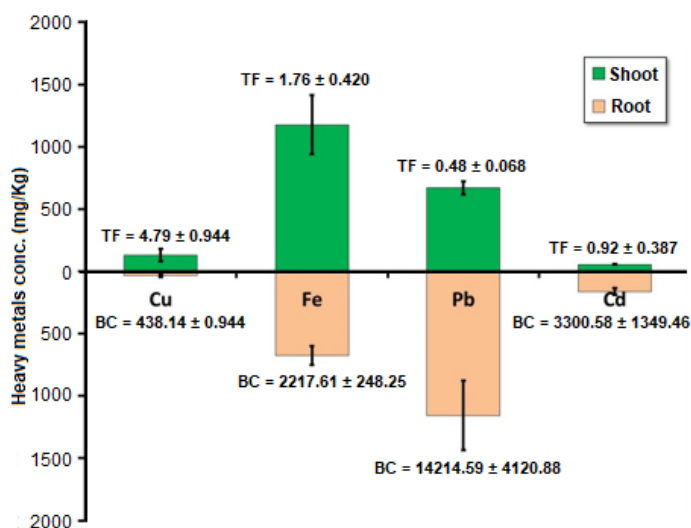 2000
1500
1000
500
0
500
1000
1500
2000
Heavy metals conc. (mg/Kg)
Shoot
Root
TF = 4.79 ± 0.944
TF = 1.76 ± 0.420
TF = 0.48 ± 0.068
TF = 0.92 ± 0.387
Cu
Fe
Pb
Cd
BC = 438.14 ± 0.944
BC = 2217.61 ± 248.25
BC = 14214.59 ± 4120.88
BC = 3300.58 ± 1349.46